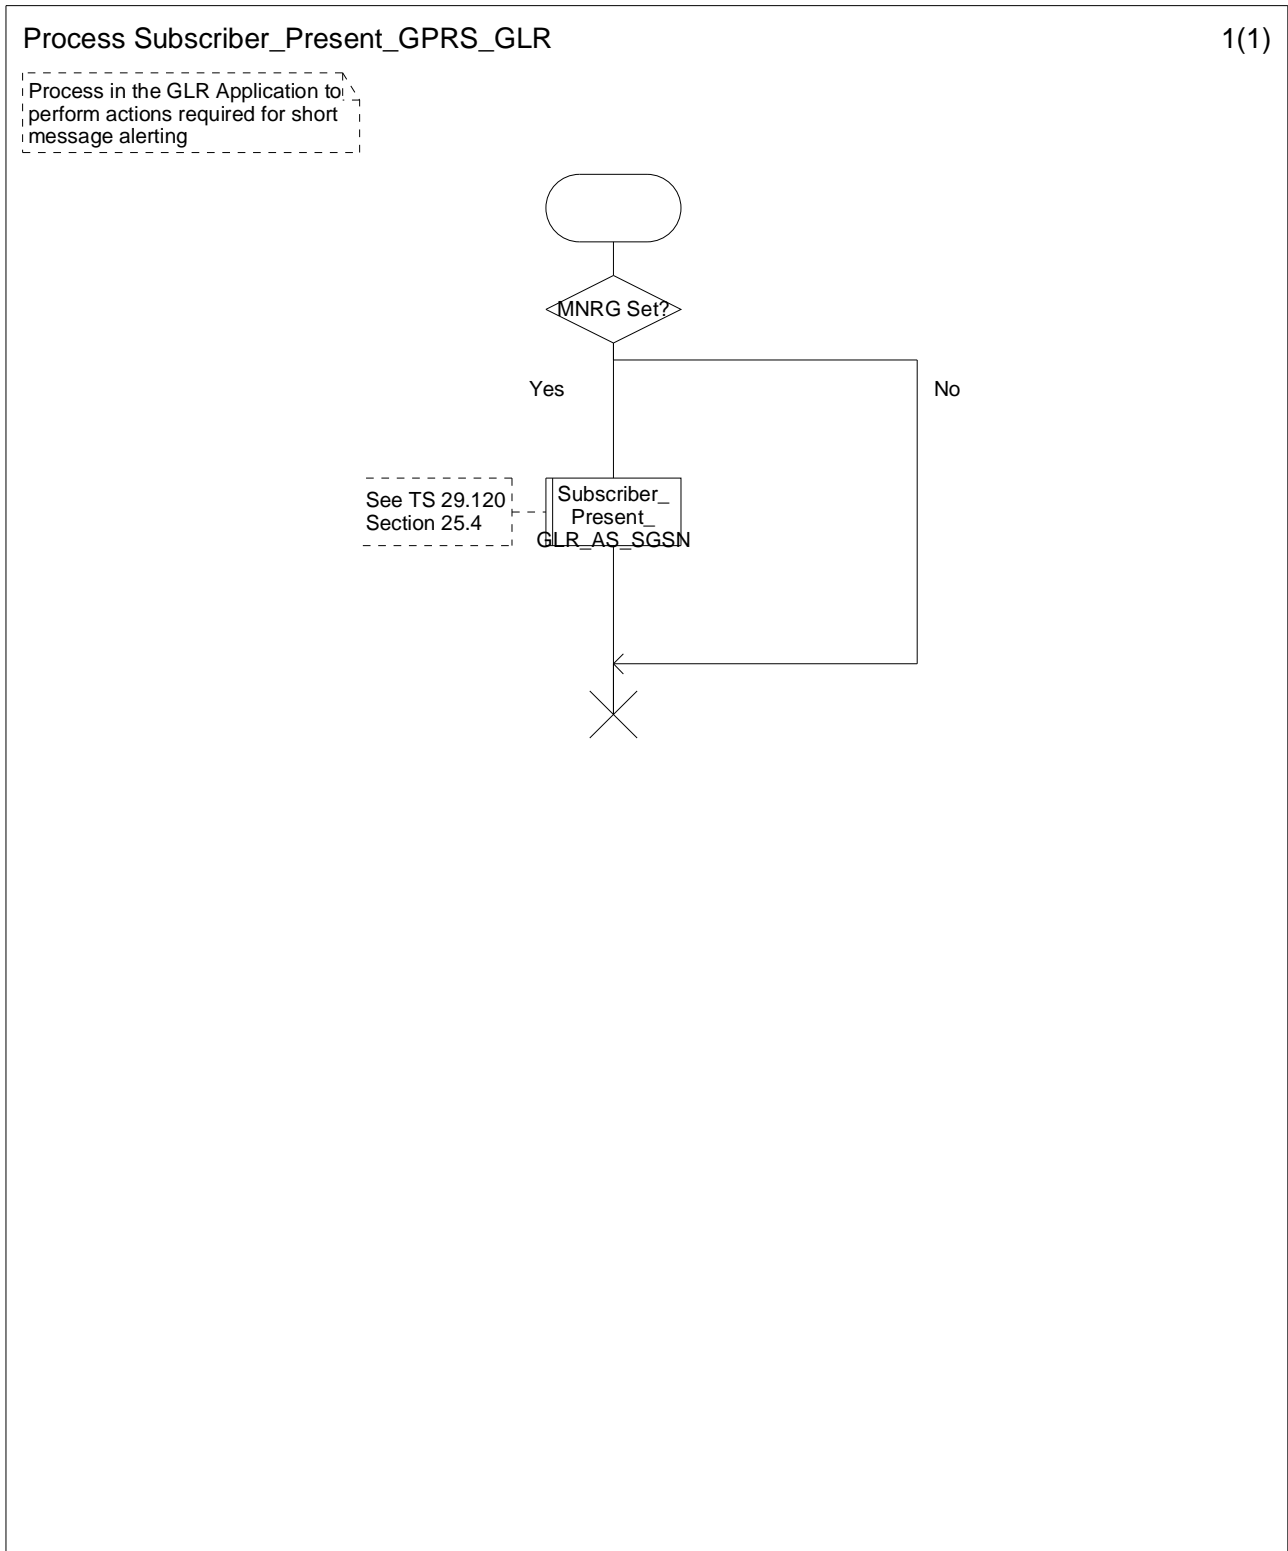 Process Subscriber_Present_GPRS_GLR
1(1)
Process in the GLR Application to
perform actions required for short
message alerting
MNRG Set?
Yes
No
See TS 29.120
Section 25.4
Subscriber_
Present_
GLR_AS_SGSN